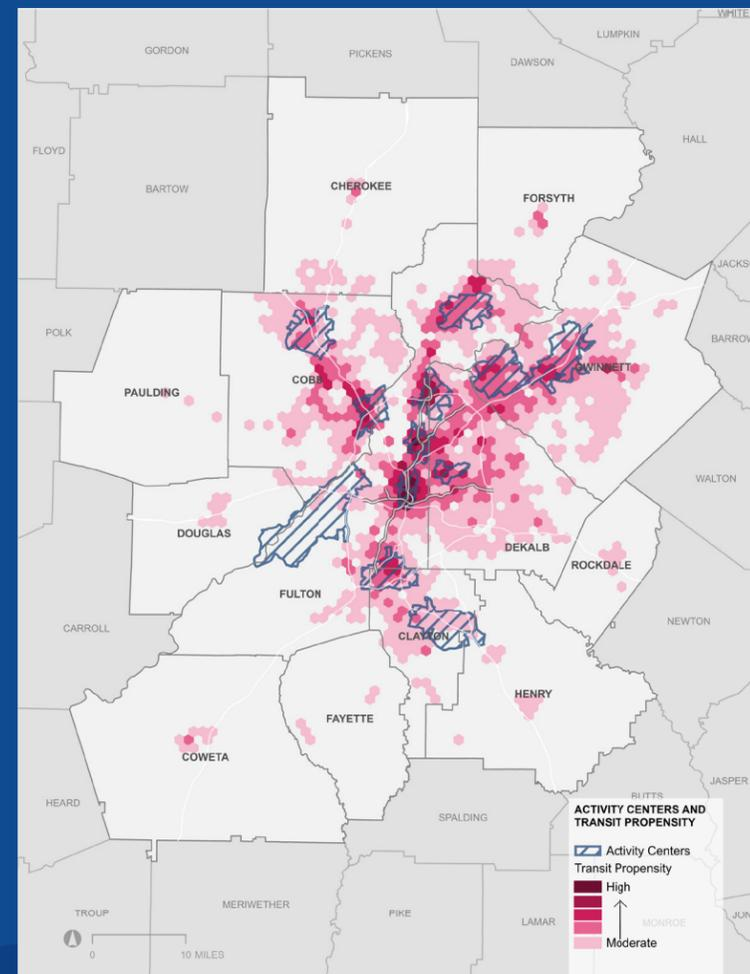 WHITE
LUMPKIN
GORDON
PICKENS
DAWSON
HALL
FLOYD
BARTOW
CHEROKEE
FORSYTH
JACKS
POLK
BARROW
GWINNETT
COBB
PAULDING
WALTON
DOUGLAS
DEKALB
ROCKDALE
FULTON
NEWTON
CARROLL
CLAYTON
HENRY
FAYETTE
COWETA
JASPER
BUTTS
HEARD
SPALDING
ACTIVITY CENTERS AND
TRANSIT PROPENSITY
Activity Centers
Transit Propensity
High
Moderate
MERIWETHER
TROUP
PIKE
LAMAR
MONROE
JON
0 10 MILES